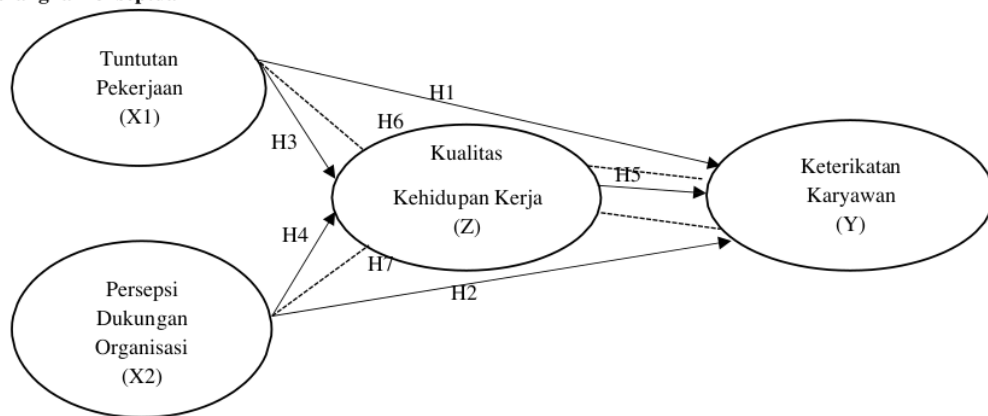 Tuntutan
Pekerjaan
(X1)
H1
H6
H3
Kualitas
Kehidupan Kerja
(Z)
H5
Keterikatan
Karyawan
(Y)
H4
H7
H2
Persepsi
Dukungan
Organisasi
(X2)